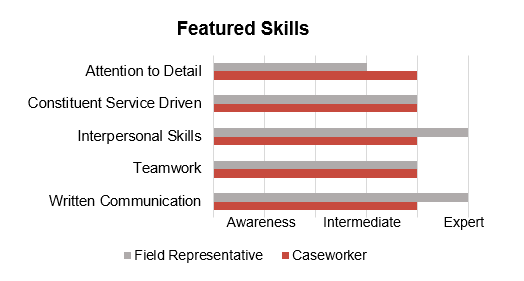 Featured Skills
Attention to Detail
Constituent Service Driven
Interpersonal Skills
Teamwork
Written Communication
Awareness Intermediate Expert
Field Representative Caseworker